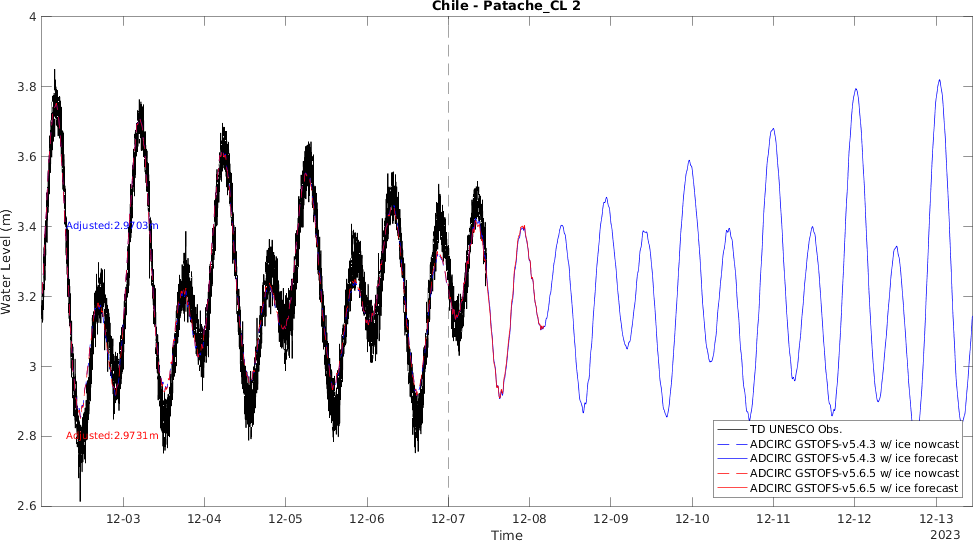 Chile - Patache_CL 2
4
3.8
3.6
3.4
3.2
3
2.8
2.6
Water Level (m)
Adjusted:2.9703m
Adjusted:2.9731m
TD UNESCO Obs.
ADCIRC GSTOFS-v5.4.3 w/ ice nowcast
ADCIRC GSTOFS-v5.4.3 w/ ice forecast
ADCIRC GSTOFS-v5.6.5 w/ ice nowcast
ADCIRC GSTOFS-v5.6.5 w/ ice forecast
12-03 12-04 12-05 12-06 12-07 12-08 12-09 12-10 12-11 12-12 12-13
Time
2023